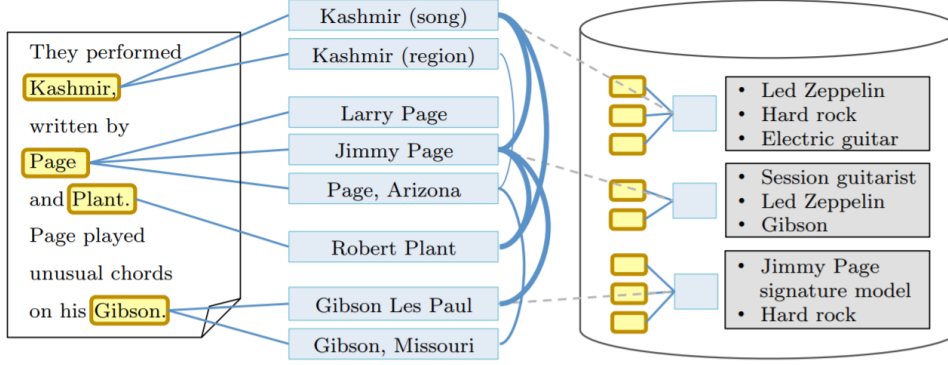 They performed
Kashmir,
written by
Page
and Plant.
Page played
unusual chords
on his Gibson.
Kashmir (song)
Kashmir (region)
Larry Page
Jimmy Page
Page, Arizona
Robert Plant
Gibson Les Paul
Gibson, Missouri
• Led Zeppelin
• Hard rock
• Electric guitar
• Session guitarist
• Led Zeppelin
• Gibson
• Jimmy Page
signature model
• Hard rock